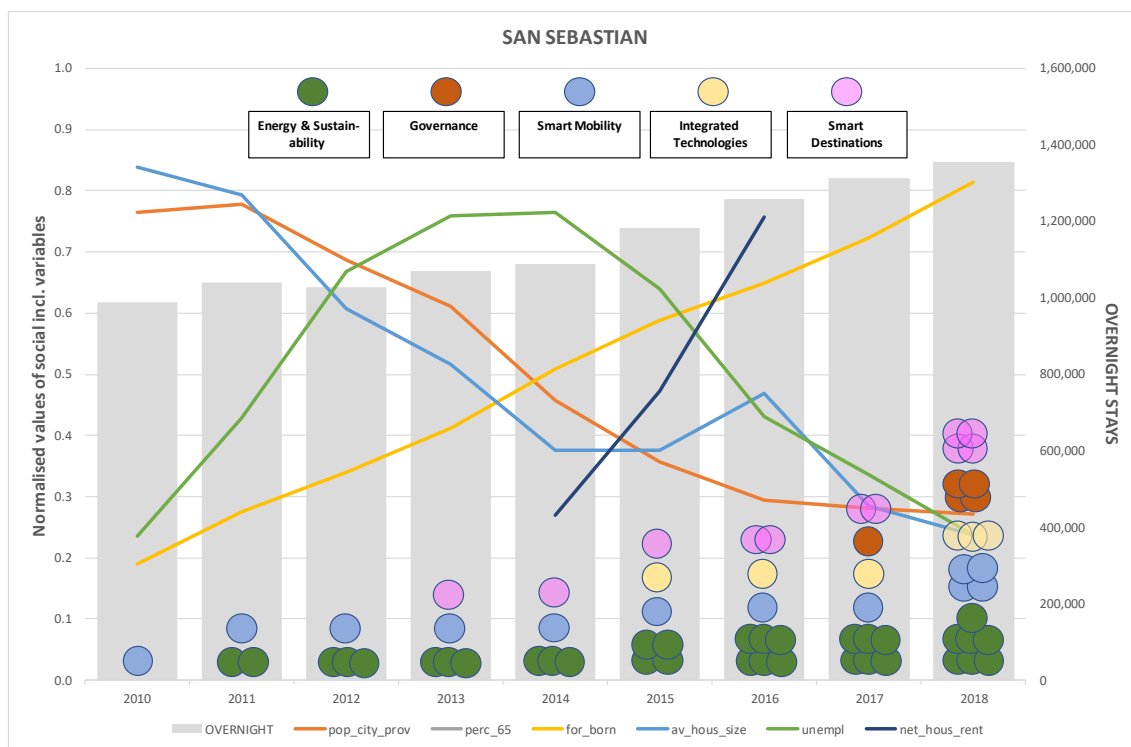 SAN SEBASTIAN
1.0
0.9
0.8
0.7
0.6
0.5
0.4
0.3
0.2
0.1
0.0
Normalised values of social incl. variables
1,600,000
1,400,000
1,200,000
1,000,000
800,000
600,000
400,000
200,000
0
OVERNIGHT STAYS
Energy & Sustain-
ability
Governance
Smart Mobility
Integrated
Technologies
Smart
Destinations
2010 2011 2012 2013 2014 2015 2016 2017 2018
OVERNIGHT pop_city_prov perc_65 for_born av_hous_size unempl net_hous_rent